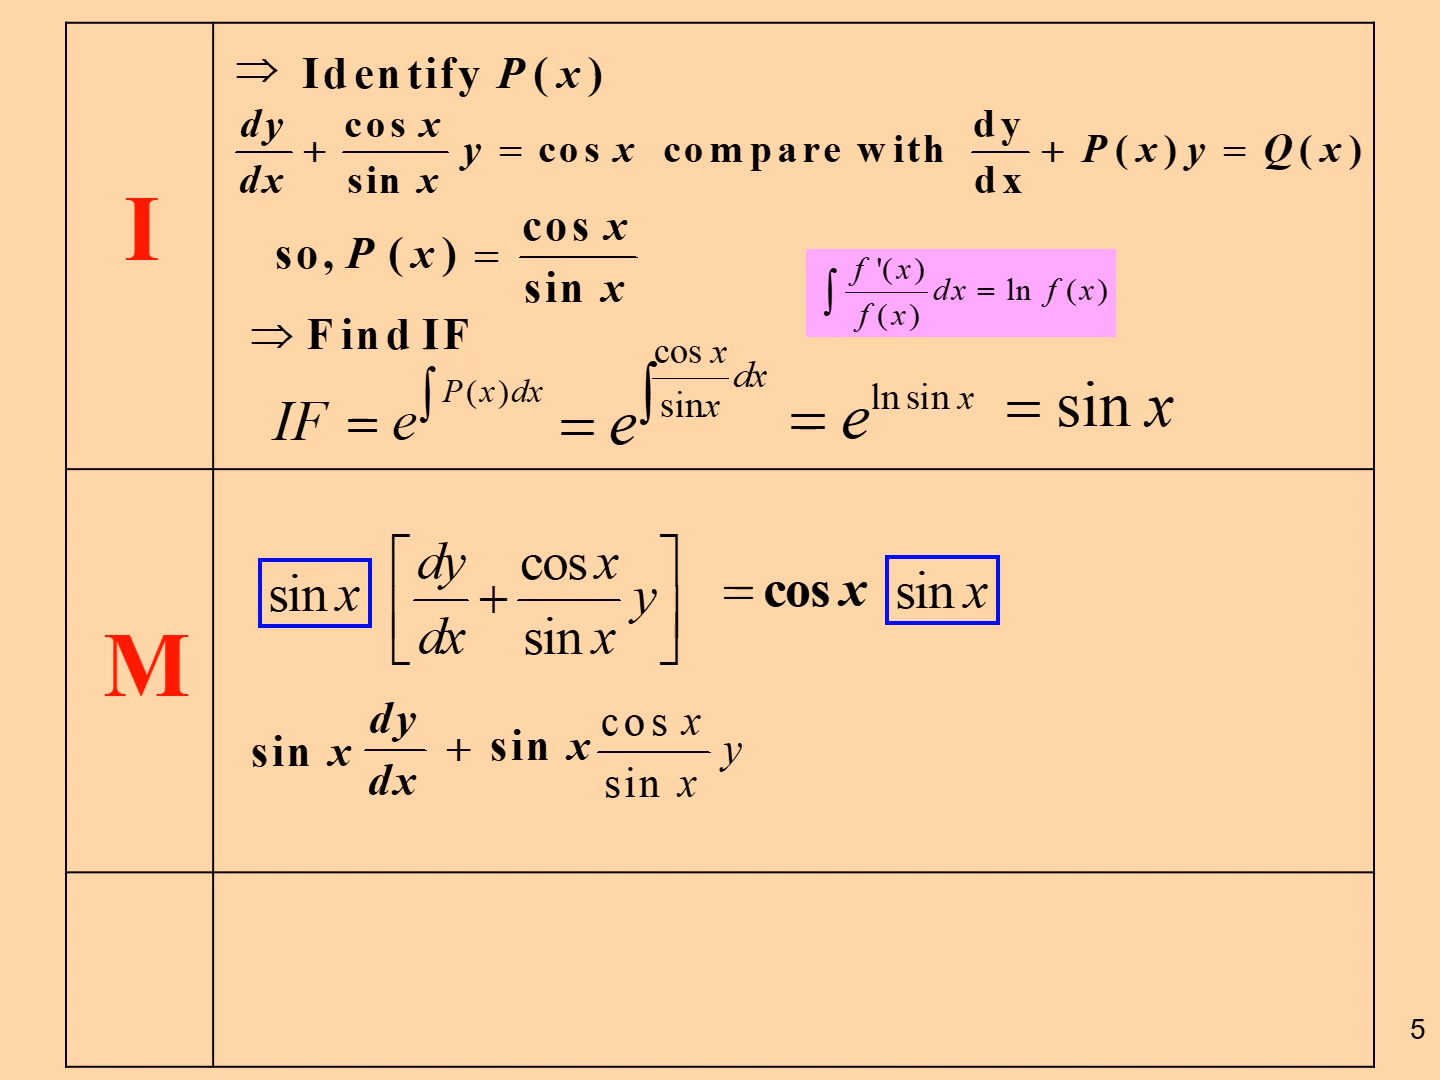 ⇒ Identify P(x)
dy/dx + cos x/sin x y = cos x compare with dy/dx + P(x)y = Q(x)
I
so, P(x) = cos x/sin x
∫ f'(x)/f(x) dx = ln f(x)
⇒ Find IF
IF = e^∫P(x)dx = e^∫cos x/sin x dx = e^ln sin x = sin x
sin x [dy/dx + cos x/sin x y] = cos x sin x
M
sin x dy/dx + sin x cos x/sin x y
5